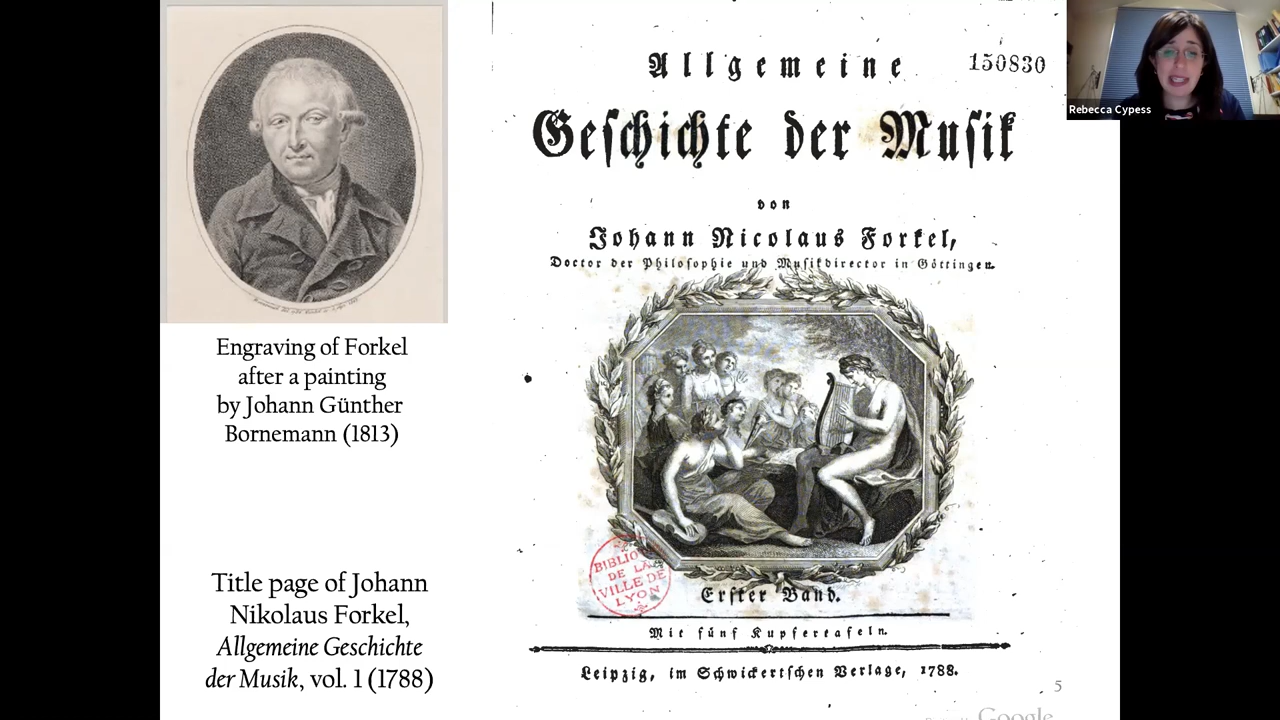 Engraving of Forkel
after a painting
by Johann Günther
Bornemann (1813)
Title page of Johann
Nikolaus Forkel,
Allgemeine Geschichte
der Musik, vol. 1 (1788)
Allgemeine
150830
Geschichte der Musik
von
Johann Nicolaus Forkel,
Doctor der Philosophie und Musikdirector in Göttingen.
BIBLIO
DE LA
VILLE DE
LYON
Erster Band.
Mit fünf Kupfertafeln.
Leipzig, im Schwickertschen Verlage, 1788.
5
Google
Rebecca Cypess